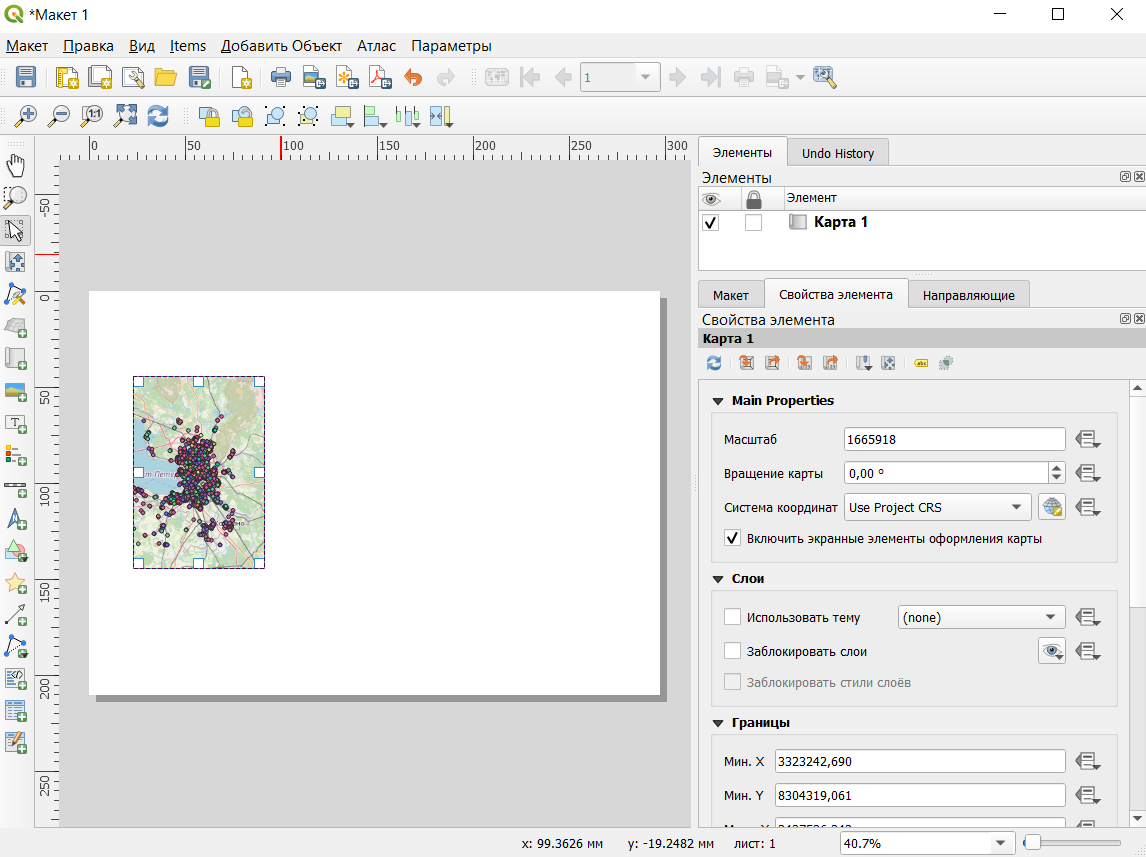 *Макет 1
Макет Правка Вид Items Добавить Объект Атлас Параметры
1
1:1
0 50 100 150 200 250 300
Элементы Undo History
Элементы
Элемент
Карта 1
-50
0
50
100
150
200
250
Макет Свойства элемента Направляющие
Свойства элемента
Карта 1
abc
Main Properties
Масштаб 1665918
Вращение карты 0,00 °
Система координат Use Project CRS
Включить экранные элементы оформления карты
Слои
Использовать тему (none)
Заблокировать слои
Заблокировать стили слоёв
Границы
Мин. X 3323242,690
Мин. Y 8304319,061
x: 99.3626 мм y: -19.2482 мм лист: 1 40.7%